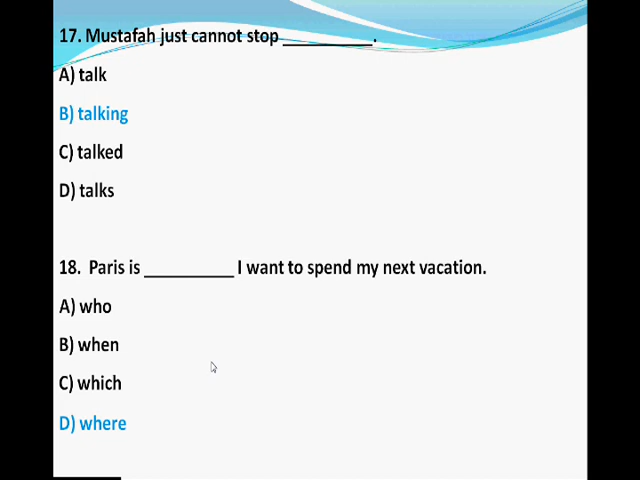 17. Mustafah just cannot stop __________.
A) talk
B) talking
C) talked
D) talks
18. Paris is __________ I want to spend my next vacation.
A) who
B) when
C) which
D) where